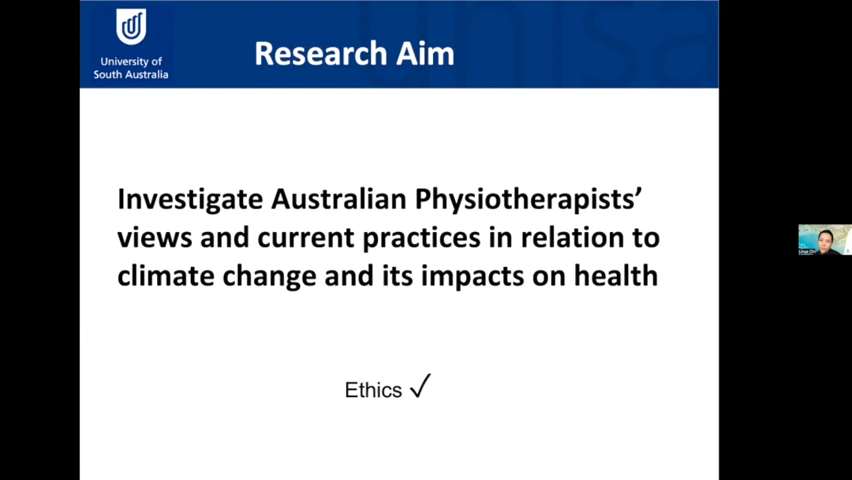 University of
South Australia
Research Aim
Investigate Australian Physiotherapists’
views and current practices in relation to
climate change and its impacts on health
Ethics ✓